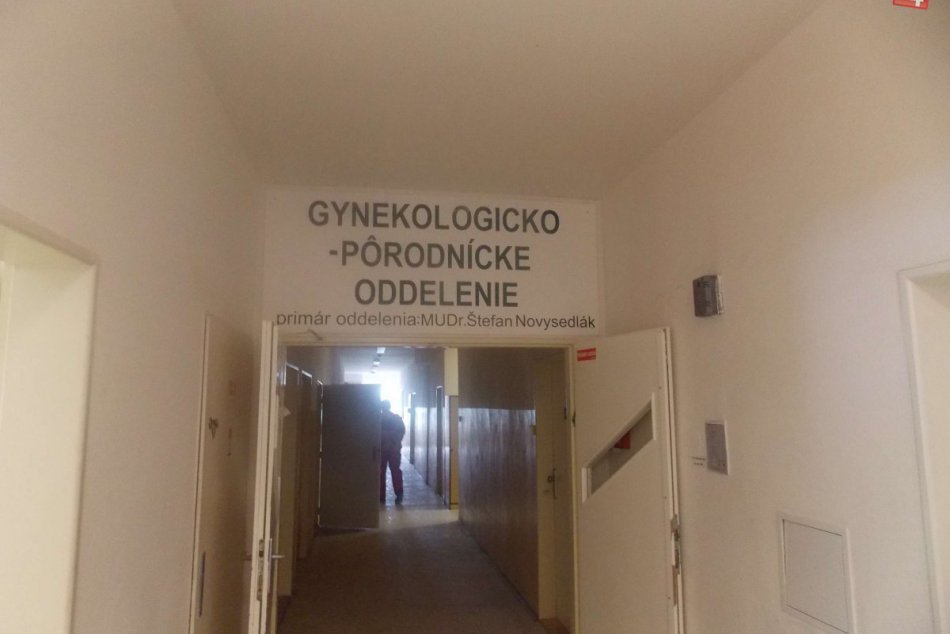 GYNEKOLOGICKO
-PÔRODNÍCKE
ODDELENIE
primár oddelenia:MUDr.Štefan Novysedlák